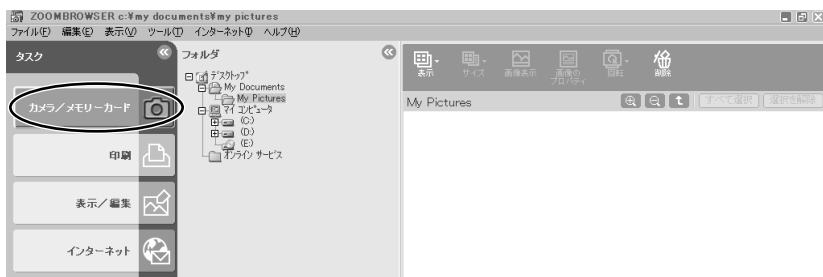 ZOOMBROWSER c:¥my documents¥my pictures
ファイル(F) 編集(E) 表示(V) ツール(T) インターネット(I) ヘルプ(H)
タスク
カメラ/メモリーカード
印刷
表示/編集
インターネット
フォルダ
デスクトップ
My Documents
My Pictures
マイ コンピュータ
(C:)
(D:)
(E:)
オンライン サービス
表示 サイズ 画像表示 画像のプロパティ 回転 削除
My Pictures すべて選択 選択を解除